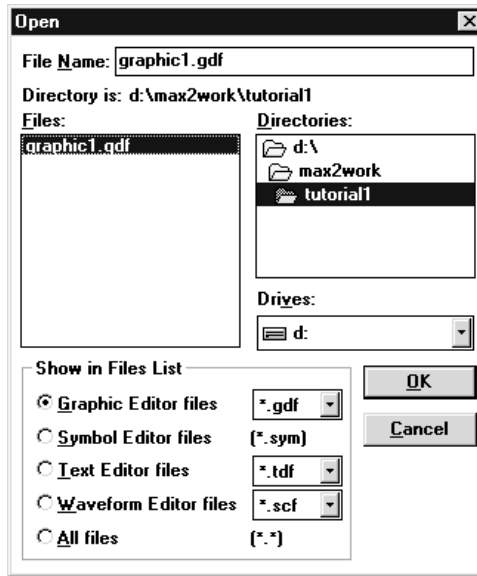 Open
File Name: graphic1.gdf
Directory is: d:\max2work\tutorial1
Files:
graphic1.gdf
Directories:
d:\
max2work
tutorial1
Drives:
d:
Show in Files List
Graphic Editor files *.gdf
Symbol Editor files (*.sym)
Text Editor files *.tdf
Waveform Editor files *.scf
All files (*.*)
OK
Cancel